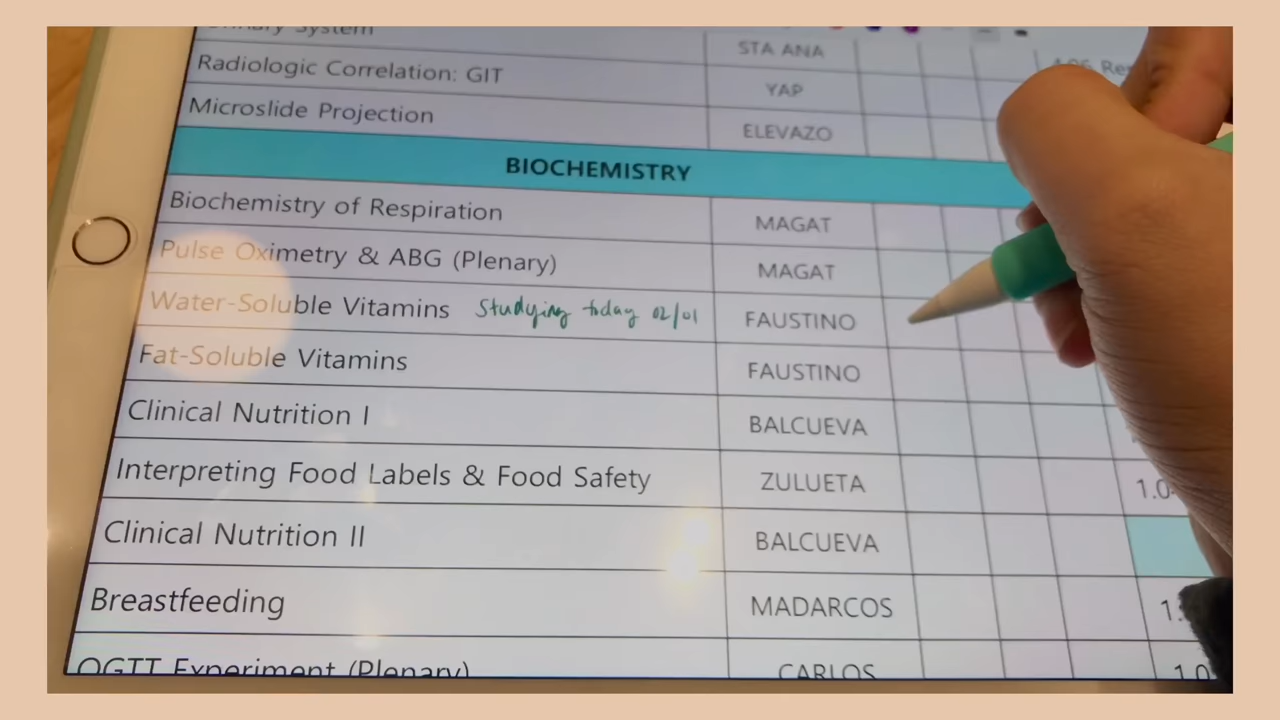 System STA ANA
Radiologic Correlation: GIT YAP
Microslide Projection ELEVAZO
BIOCHEMISTRY
Biochemistry of Respiration MAGAT
Pulse Oximetry & ABG (Plenary) MAGAT
Water-Soluble Vitamins Studying today 02/01 FAUSTINO
Fat-Soluble Vitamins FAUSTINO
Clinical Nutrition I BALCUEVA
Interpreting Food Labels & Food Safety ZULUETA
Clinical Nutrition II BALCUEVA
Breastfeeding MADARCOS
OGTT Experiment (Plenary) CARLOS